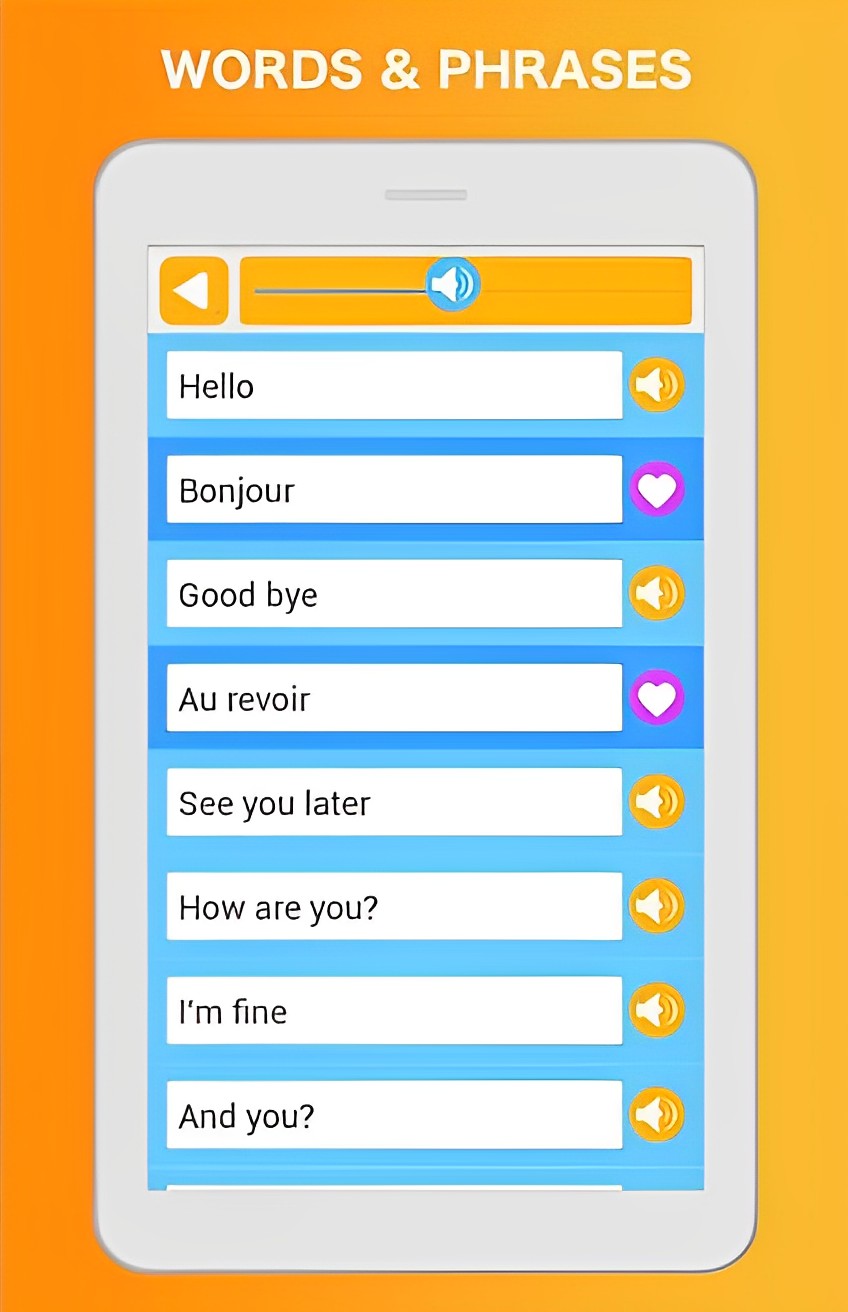 WORDS & PHRASES
Hello
Bonjour
Good bye
Au revoir
See you later
How are you?
I'm fine
And you?